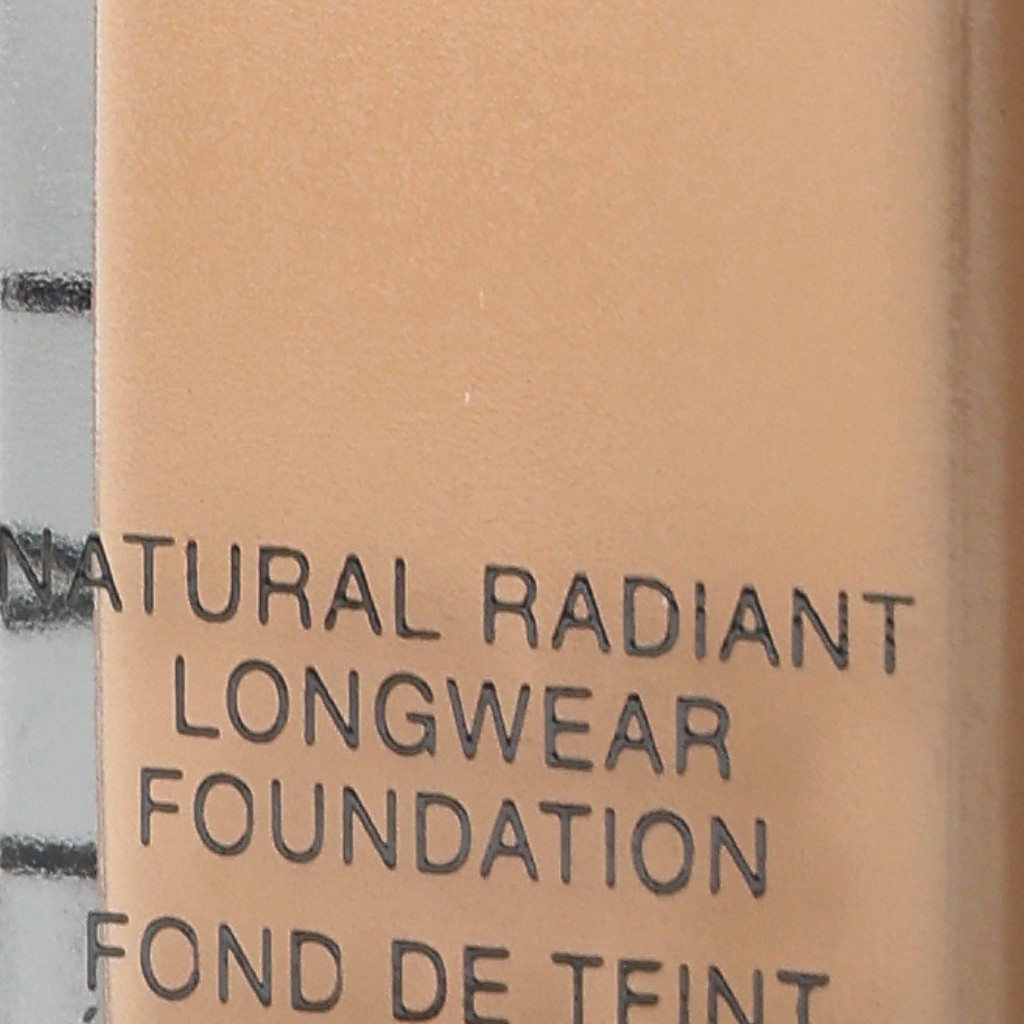 NATURAL RADIANT
LONGWEAR
FOUNDATION
FOND DE TEINT